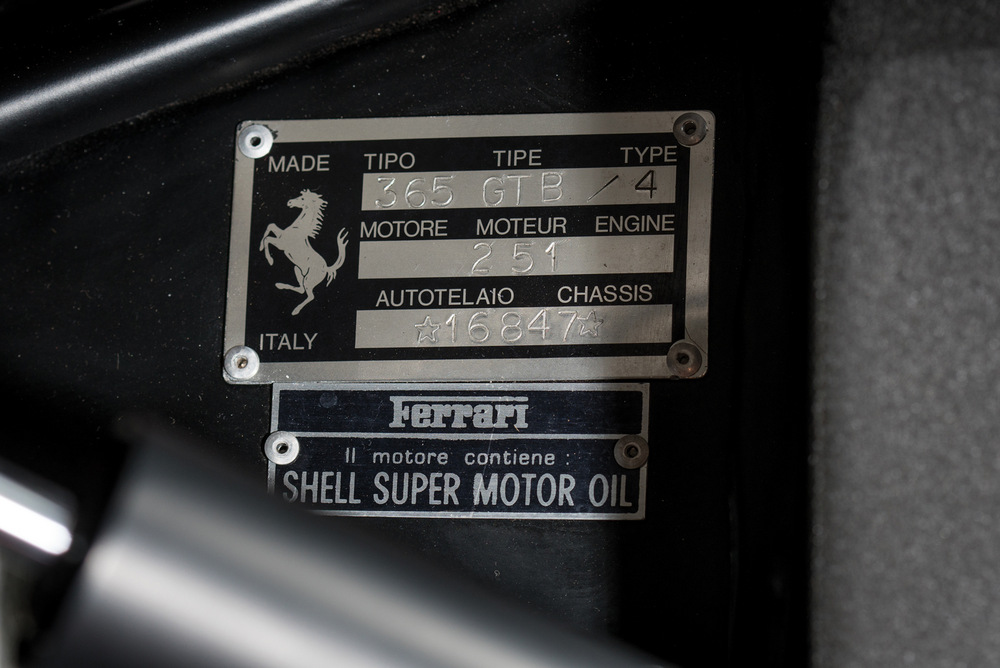 MADE TIPO TIPE TYPE
365 GTB / 4
MOTORE MOTEUR ENGINE
251
AUTOTELAIO CHASSIS
☆16847☆
ITALY
Ferrari
Il motore contiene :
SHELL SUPER MOTOR OIL